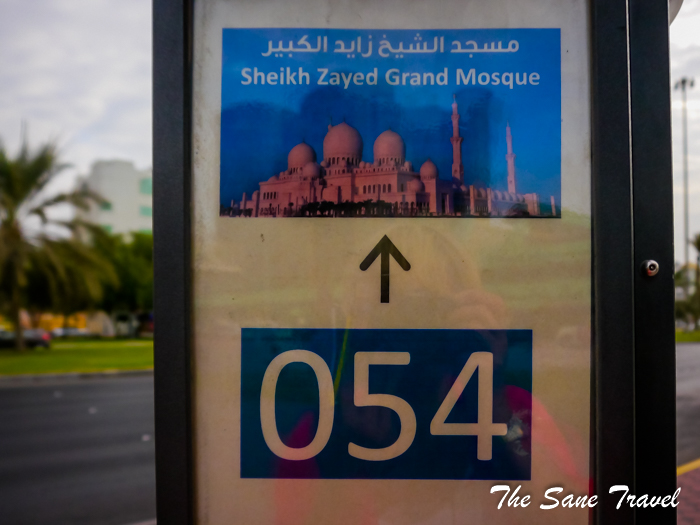 مسجد الشيخ زايد الكبير
Sheikh Zayed Grand Mosque
054
The Sane Travel